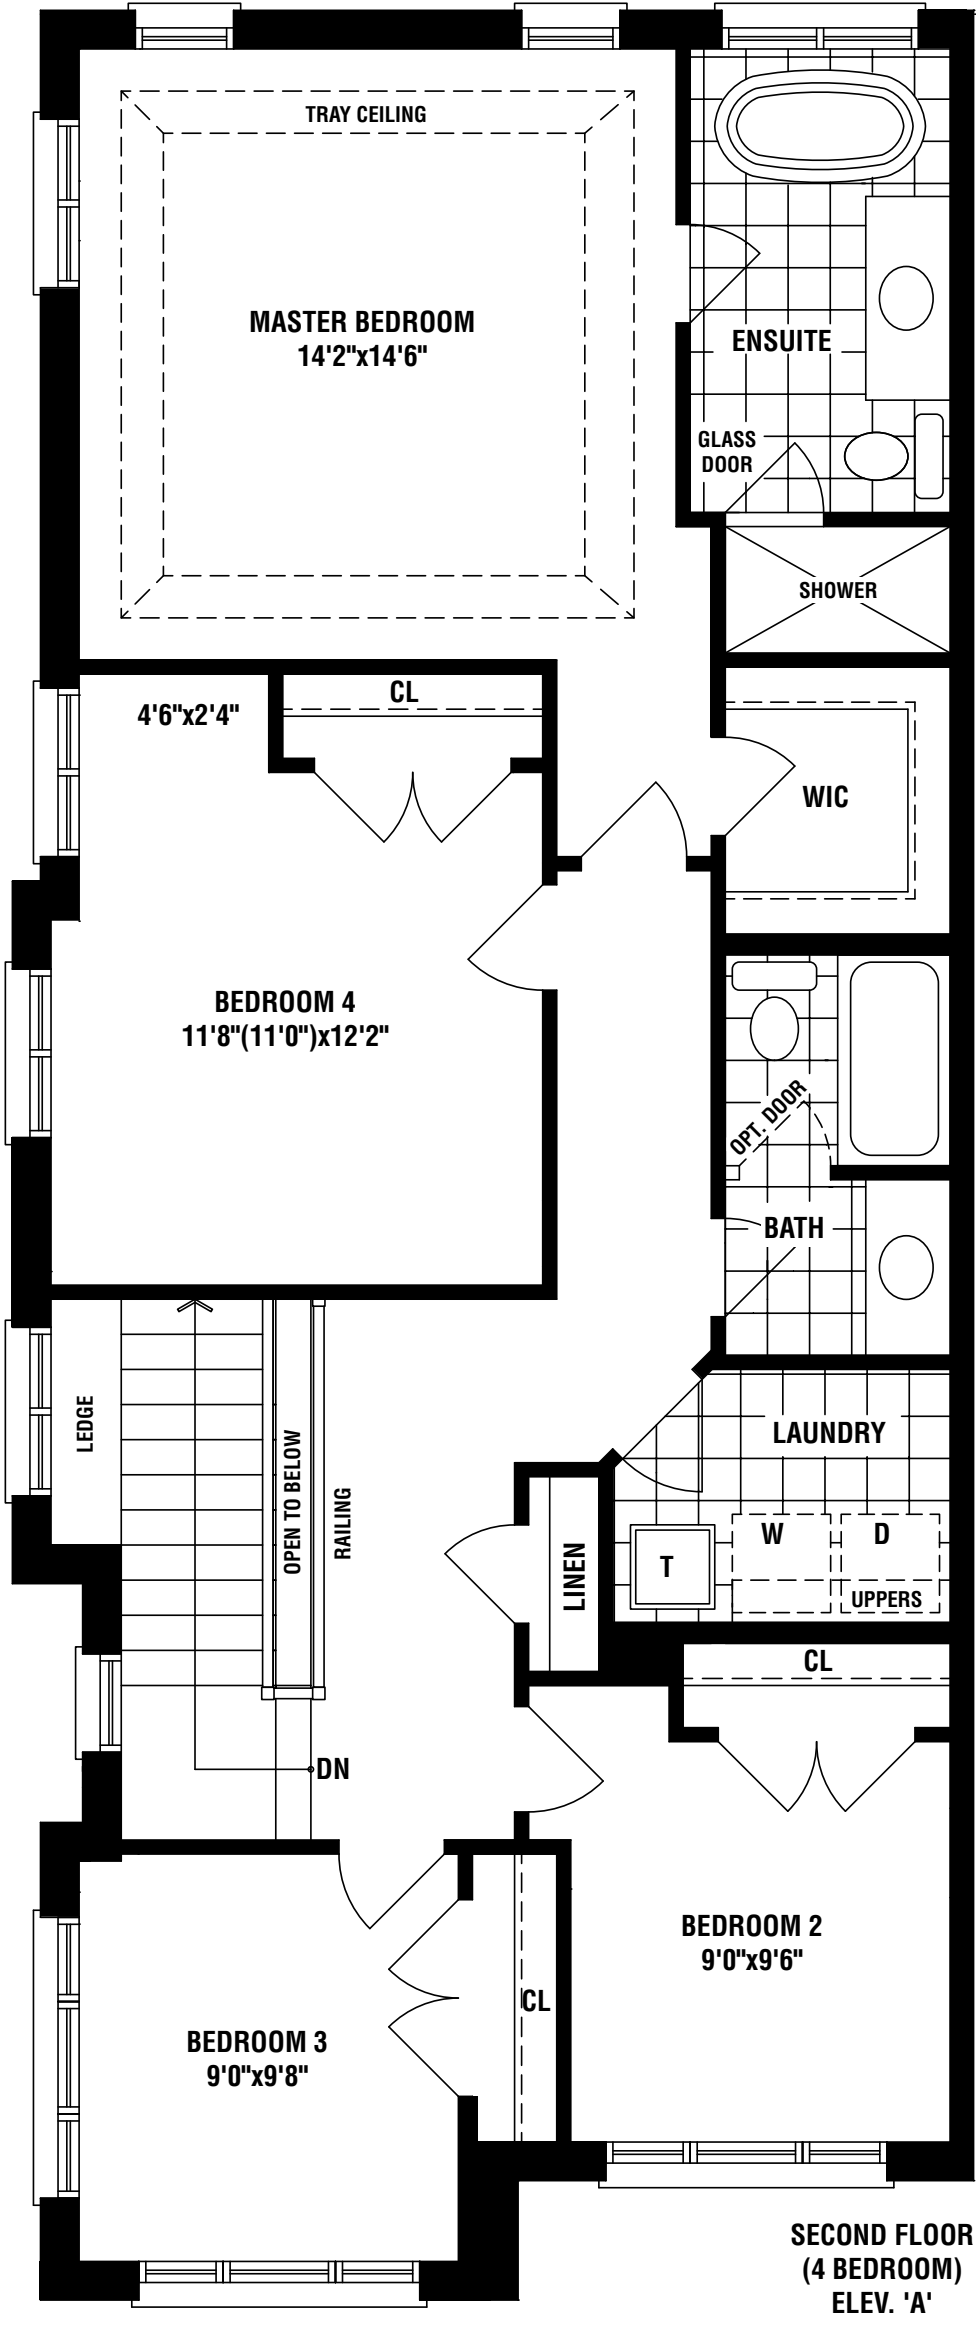 TRAY CEILING
MASTER BEDROOM
14'2"x14'6"
ENSUITE
GLASS
DOOR
SHOWER
CL
4'6"x2'4"
WIC
BEDROOM 4
11'8"(11'0")x12'2"
OPT. DOOR
BATH
LEDGE
OPEN TO BELOW
RAILING
LAUNDRY
W
D
T
UPPERS
LINEN
CL
DN
BEDROOM 2
9'0"x9'6"
CL
BEDROOM 3
9'0"x9'8"
SECOND FLOOR
(4 BEDROOM)
ELEV. 'A'